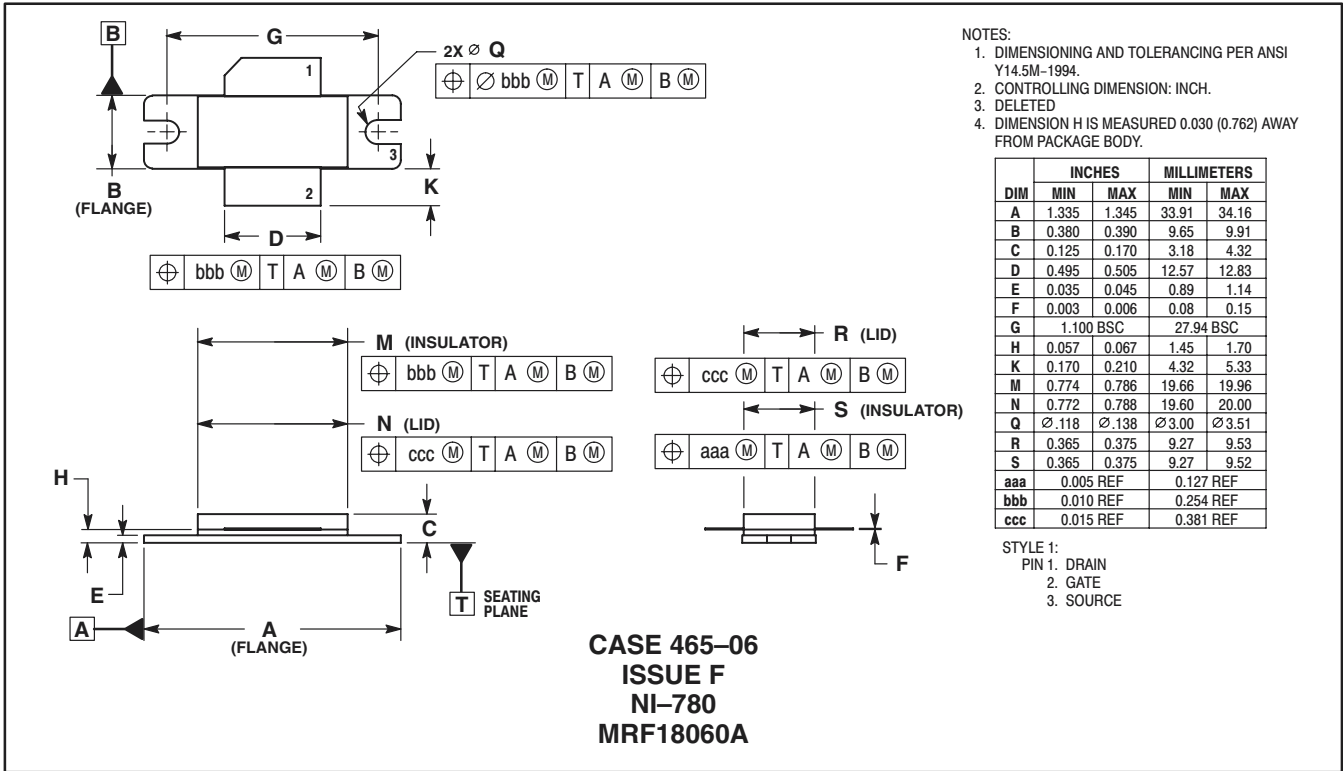 B
G
2X ∅ Q
⌖ ∅ bbb Ⓜ T A Ⓜ B Ⓜ
1
3
B
(FLANGE)
K
2
D
⌖ bbb Ⓜ T A Ⓜ B Ⓜ
M (INSULATOR)
⌖ bbb Ⓜ T A Ⓜ B Ⓜ
N (LID)
⌖ ccc Ⓜ T A Ⓜ B Ⓜ
R (LID)
⌖ ccc Ⓜ T A Ⓜ B Ⓜ
S (INSULATOR)
⌖ aaa Ⓜ T A Ⓜ B Ⓜ
H
C
E
F
T SEATING
PLANE
A
A
(FLANGE)
CASE 465–06
ISSUE F
NI–780
MRF18060A
NOTES:
1. DIMENSIONING AND TOLERANCING PER ANSI
Y14.5M–1994.
2. CONTROLLING DIMENSION: INCH.
3. DELETED
4. DIMENSION H IS MEASURED 0.030 (0.762) AWAY
FROM PACKAGE BODY.
INCHES MILLIMETERS
DIM MIN MAX MIN MAX
A 1.335 1.345 33.91 34.16
B 0.380 0.390 9.65 9.91
C 0.125 0.170 3.18 4.32
D 0.495 0.505 12.57 12.83
E 0.035 0.045 0.89 1.14
F 0.003 0.006 0.08 0.15
G 1.100 BSC 27.94 BSC
H 0.057 0.067 1.45 1.70
K 0.170 0.210 4.32 5.33
M 0.774 0.786 19.66 19.96
N 0.772 0.788 19.60 20.00
Q ∅.118 ∅.138 ∅3.00 ∅3.51
R 0.365 0.375 9.27 9.53
S 0.365 0.375 9.27 9.52
aaa 0.005 REF 0.127 REF
bbb 0.010 REF 0.254 REF
ccc 0.015 REF 0.381 REF
STYLE 1:
PIN 1. DRAIN
2. GATE
3. SOURCE